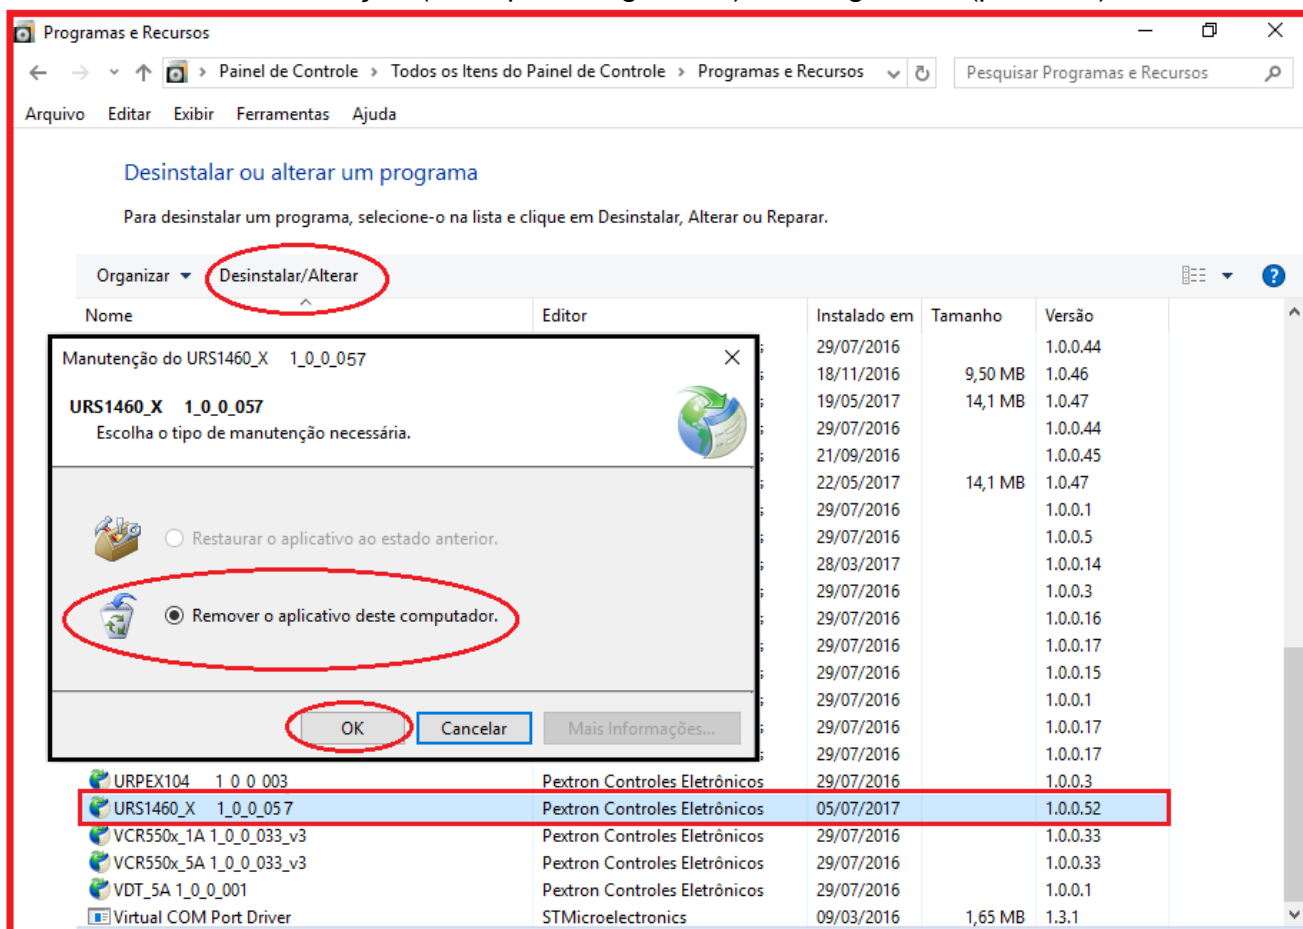 Programas e Recursos
Painel de Controle > Todos os Itens do Painel de Controle > Programas e Recursos
Pesquisar Programas e Recursos
Arquivo Editar Exibir Ferramentas Ajuda
Desinstalar ou alterar um programa
Para desinstalar um programa, selecione-o na lista e clique em Desinstalar, Alterar ou Reparar.
Organizar Desinstalar/Alterar
Nome Editor Instalado em Tamanho Versão
29/07/2016 1.0.0.44
18/11/2016 9,50 MB 1.0.46
19/05/2017 14,1 MB 1.0.47
29/07/2016 1.0.0.44
21/09/2016 1.0.0.45
22/05/2017 14,1 MB 1.0.47
29/07/2016 1.0.0.1
29/07/2016 1.0.0.5
28/03/2017 1.0.0.14
29/07/2016 1.0.0.3
29/07/2016 1.0.0.16
29/07/2016 1.0.0.17
29/07/2016 1.0.0.15
29/07/2016 1.0.0.1
29/07/2016 1.0.0.17
29/07/2016 1.0.0.17
Manutenção do URS1460_X 1_0_0_057
URS1460_X 1_0_0_057
Escolha o tipo de manutenção necessária.
Restaurar o aplicativo ao estado anterior.
Remover o aplicativo deste computador.
OK Cancelar Mais Informações...
URPEX104 1 0 0 003 Pextron Controles Eletrônicos 29/07/2016 1.0.0.3
URS1460_X 1_0_0_057 Pextron Controles Eletrônicos 05/07/2017 1.0.0.52
VCR550x_1A 1_0_0_033_v3 Pextron Controles Eletrônicos 29/07/2016 1.0.0.33
VCR550x_5A 1_0_0_033_v3 Pextron Controles Eletrônicos 29/07/2016 1.0.0.33
VDT_5A 1_0_0_001 Pextron Controles Eletrônicos 29/07/2016 1.0.0.1
Virtual COM Port Driver STMicroelectronics 09/03/2016 1,65 MB 1.3.1